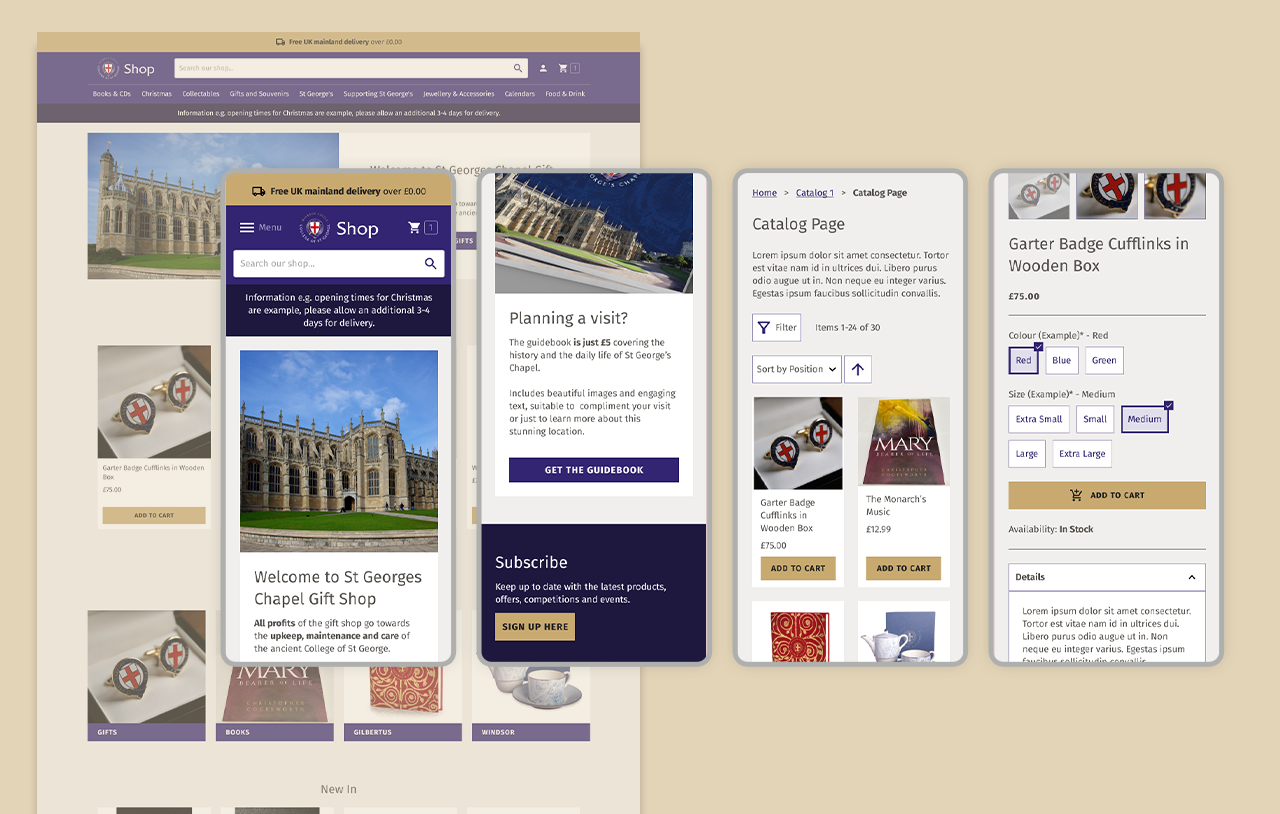 Free UK mainland delivery over £0.00
Shop
Search our shop...
1
Books & CDs Christmas Collectables Gifts and Souvenirs St George's Supporting St George's Jewellery & Accessories Calendars Food & Drink
Information e.g. opening times for Christmas are example, please allow an additional 3-4 days for delivery.
Welcome to St Georges Chapel Gift
GIFTS
Garter Badge Cufflinks in Wooden
Box
£75.00
ADD TO CART
GIFTS
BOOKS
GILBERTUS
WINDSOR
New In
Free UK mainland delivery over £0.00
Menu
Shop
1
Search our shop...
Information e.g. opening times for Christmas
are example, please allow an additional 3-4
days for delivery.
Welcome to St Georges
Chapel Gift Shop
All profits of the gift shop go towards
the upkeep, maintenance and care of
the ancient College of St George.
Planning a visit?
The guidebook is just £5 covering the
history and the daily life of St George's
Chapel.
Includes beautiful images and engaging
text, suitable to compliment your visit
or just to learn more about this
stunning location.
GET THE GUIDEBOOK
Subscribe
Keep up to date with the latest products,
offers, competitions and events.
SIGN UP HERE
Home > Catalog 1 > Catalog Page
Catalog Page
Lorem ipsum dolor sit amet consectetur. Tortor
est vitae nam id in ultrices dui. Libero purus
odio augue ut in. Non neque eu integer varius.
Egestas ipsum faucibus sollicitudin convallis.
Filter
Items 1-24 of 30
Sort by Position
MARY
BEARER OF LIFE
Garter Badge
Cufflinks in
Wooden Box
£75.00
ADD TO CART
The Monarch's
Music
£12.99
ADD TO CART
Garter Badge Cufflinks in
Wooden Box
£75.00
Colour (Example)* - Red
Red
Blue
Green
Size (Example)* - Medium
Extra Small
Small
Medium
Large
Extra Large
ADD TO CART
Availability: In Stock
Details
Lorem ipsum dolor sit amet consectetur.
Tortor est vitae nam id in ultrices dui.
Libero purus odio augue ut in. Non
neque eu integer varius. Egestas ipsum
faucibus sollicitudin convallis.